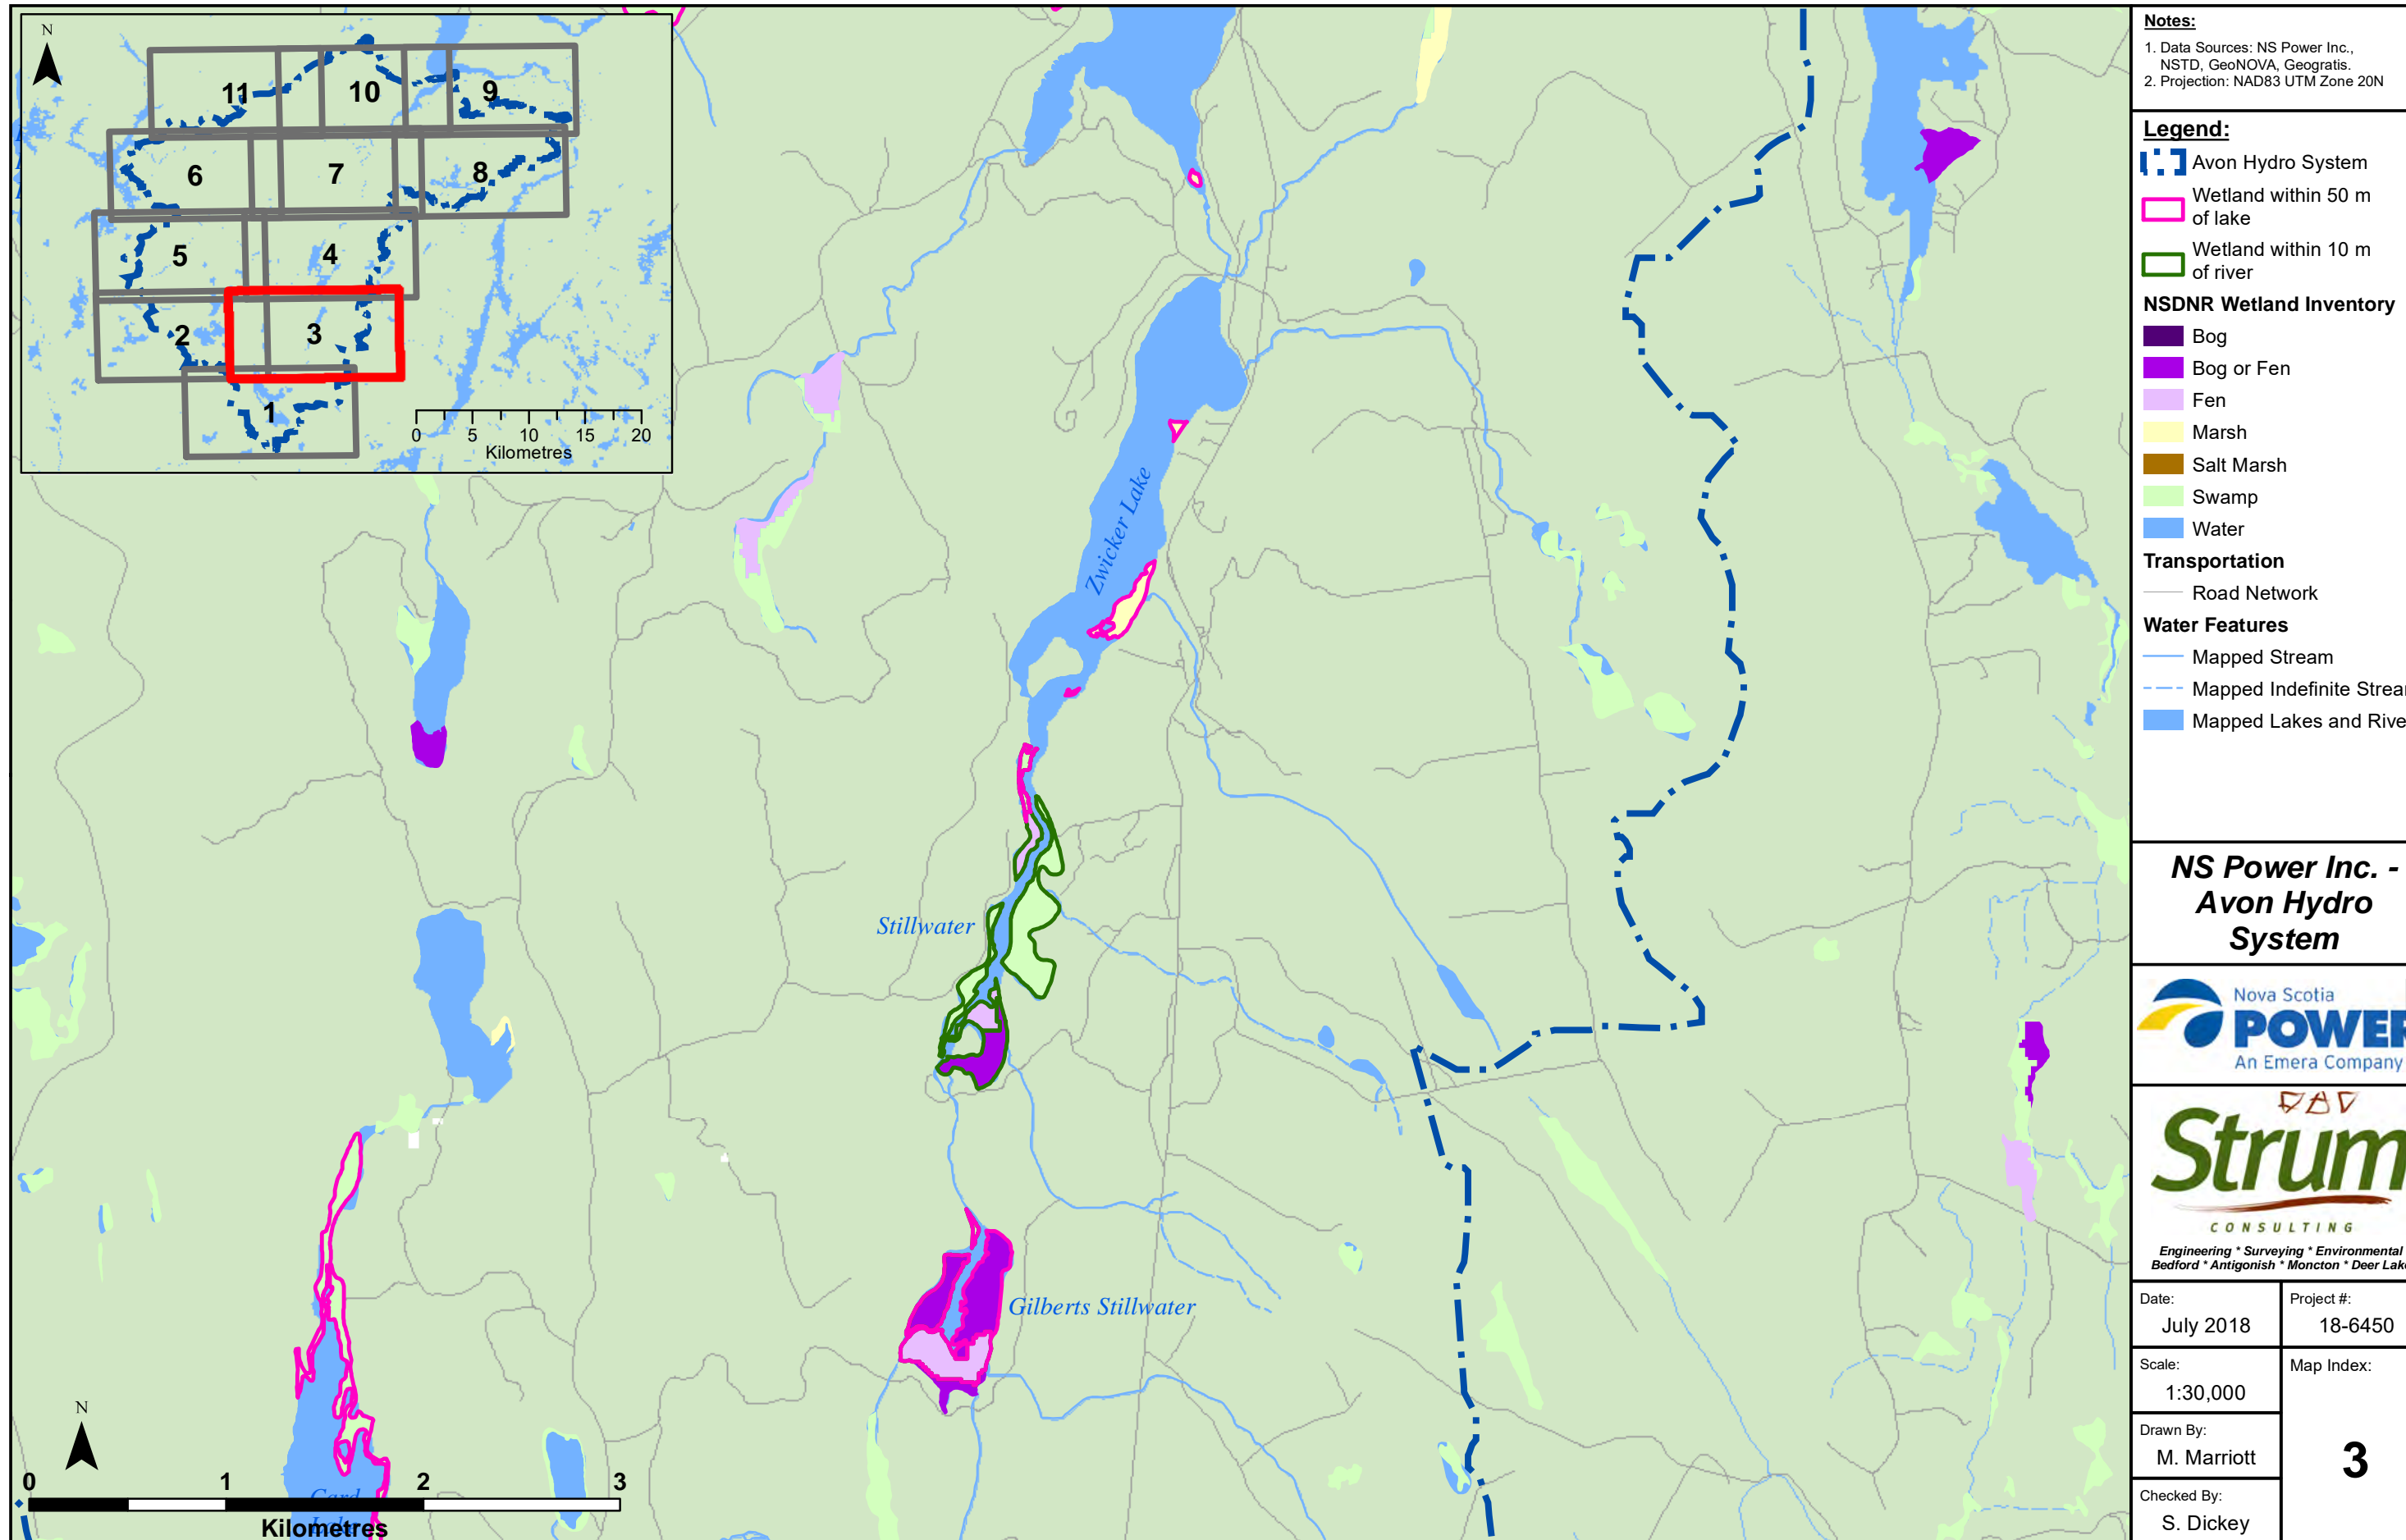 N
11
10
9
6
7
8
5
4
2
3
1
0 5 10 15 20
Kilometres
Zwicker Lake
Stillwater
Gilberts Stillwater
Card
Lake
N
0 1 2 3
Kilometres
Notes:
1. Data Sources: NS Power Inc.,
NSTD, GeoNOVA, Geogratis.
2. Projection: NAD83 UTM Zone 20N
Legend:
Avon Hydro System
Wetland within 50 m
of lake
Wetland within 10 m
of river
NSDNR Wetland Inventory
Bog
Bog or Fen
Fen
Marsh
Salt Marsh
Swamp
Water
Transportation
Road Network
Water Features
Mapped Stream
Mapped Indefinite Strea
Mapped Lakes and Rive
NS Power Inc. -
Avon Hydro
System
Nova Scotia
POWER
An Emera Company
Strum
CONSULTING
Engineering * Surveying * Environmental
Bedford * Antigonish * Moncton * Deer Lake
Date:
July 2018
Project #:
18-6450
Scale:
1:30,000
Map Index:
3
Drawn By:
M. Marriott
Checked By:
S. Dickey